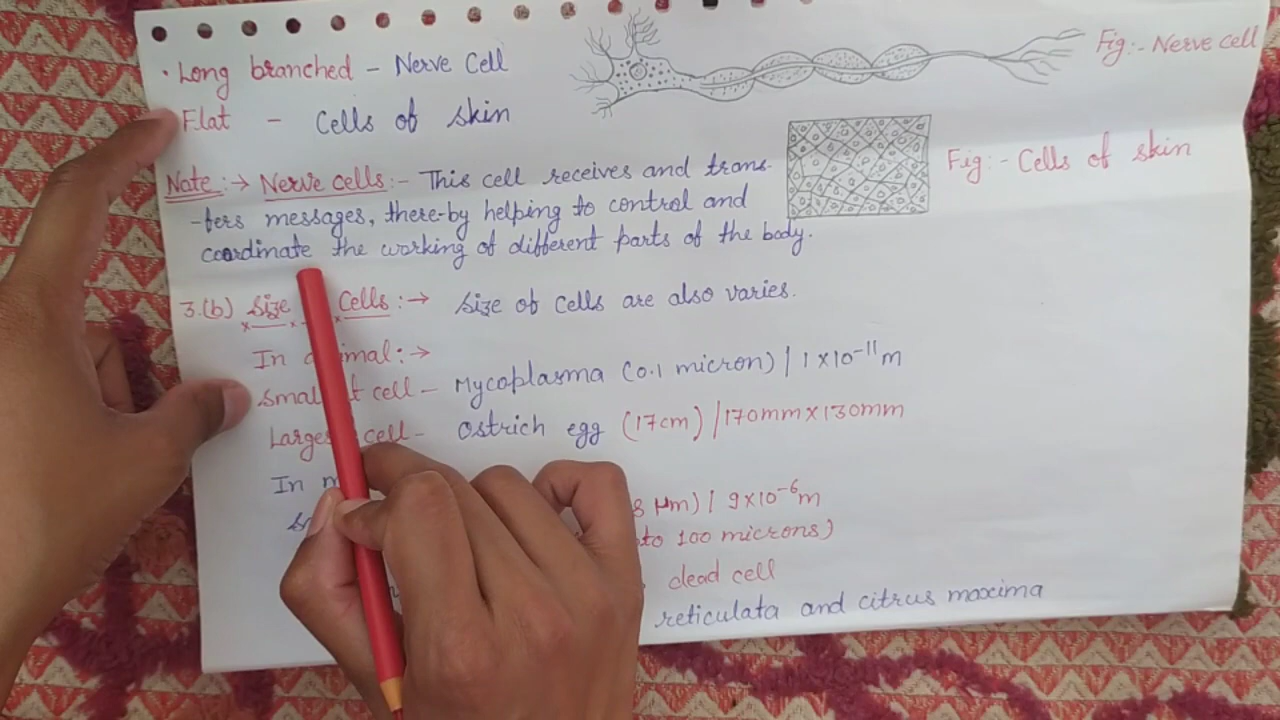 • Long branched - Nerve Cell
Fig:- Nerve cell
Flat - Cells of skin
Fig:- Cells of skin
Note:→ Nerve cells:- This cell receives and trans-
-fers messages, there-by helping to control and
coordinate the working of different parts of the body.
3.(b) Size Cells:→ Size of cells are also varies.
In animal:→
Smallest cell - Mycoplasma (0.1 micron) | 1×10⁻¹¹m
Largest cell - Ostrich egg (17cm) | 170mm×130mm
In
μm) | 9×10⁻⁶m
to 100 microns)
dead cell
reticulata and citrus maxima